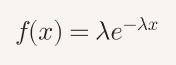 f(x) = λe^{−λx}